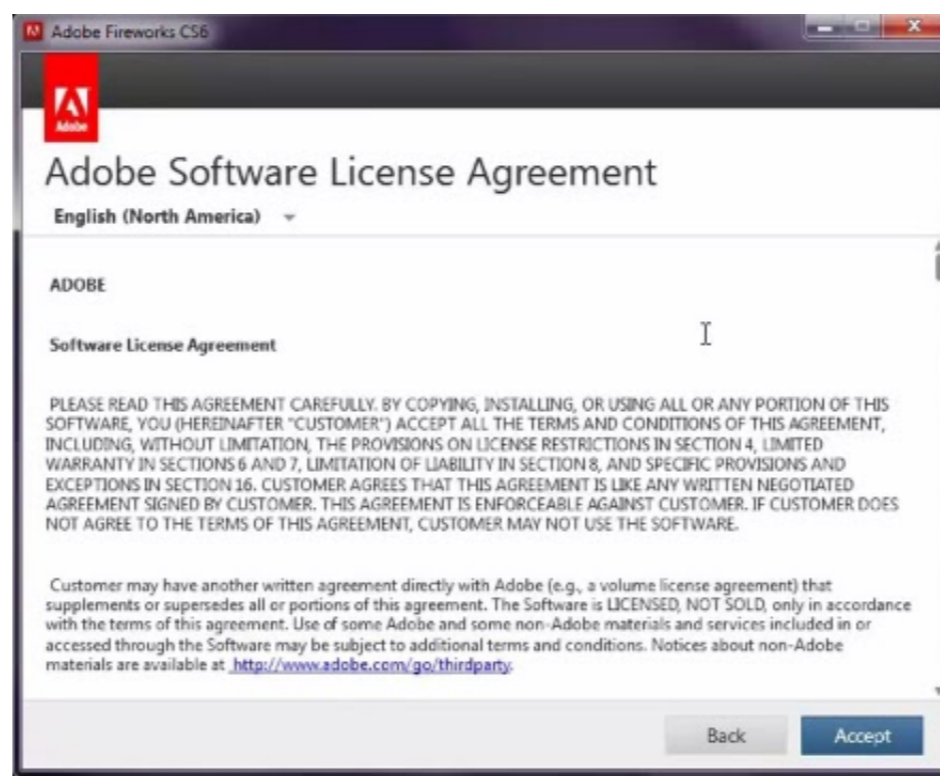 Adobe Fireworks CS6
Adobe
Adobe Software License Agreement
English (North America)
ADOBE
Software License Agreement
PLEASE READ THIS AGREEMENT CAREFULLY. BY COPYING, INSTALLING, OR USING ALL OR ANY PORTION OF THIS
SOFTWARE, YOU (HEREINAFTER "CUSTOMER") ACCEPT ALL THE TERMS AND CONDITIONS OF THIS AGREEMENT,
INCLUDING, WITHOUT LIMITATION, THE PROVISIONS ON LICENSE RESTRICTIONS IN SECTION 4, LIMITED
WARRANTY IN SECTIONS 6 AND 7, LIMITATION OF LIABILITY IN SECTION 8, AND SPECIFIC PROVISIONS AND
EXCEPTIONS IN SECTION 16. CUSTOMER AGREES THAT THIS AGREEMENT IS LIKE ANY WRITTEN NEGOTIATED
AGREEMENT SIGNED BY CUSTOMER. THIS AGREEMENT IS ENFORCEABLE AGAINST CUSTOMER. IF CUSTOMER DOES
NOT AGREE TO THE TERMS OF THIS AGREEMENT, CUSTOMER MAY NOT USE THE SOFTWARE.
Customer may have another written agreement directly with Adobe (e.g., a volume license agreement) that
supplements or supersedes all or portions of this agreement. The Software is LICENSED, NOT SOLD, only in accordance
with the terms of this agreement. Use of some Adobe and some non-Adobe materials and services included in or
accessed through the Software may be subject to additional terms and conditions. Notices about non-Adobe
materials are available at http://www.adobe.com/go/thirdparty.
Back
Accept